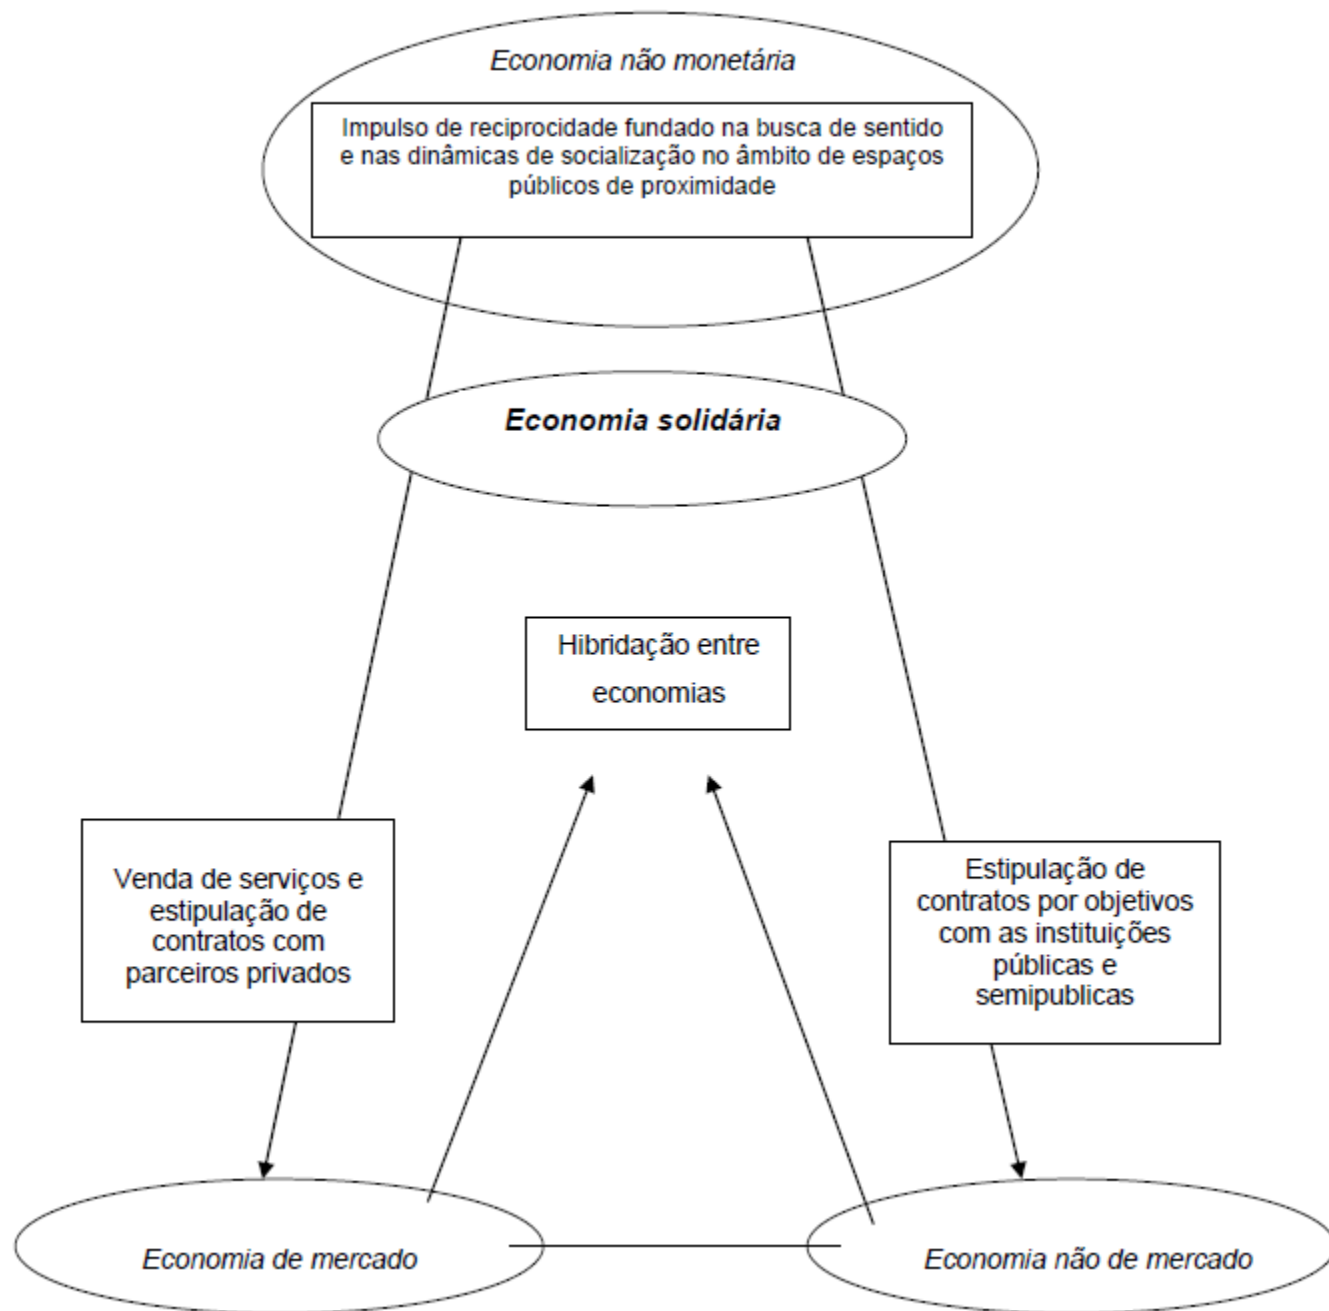 Economia não monetária
Impulso de reciprocidade fundado na busca de sentido
e nas dinâmicas de socialização no âmbito de espaços
públicos de proximidade
Economia solidária
Hibridação entre
economias
Venda de serviços e
estipulação de
contratos com
parceiros privados
Estipulação de
contratos por objetivos
com as instituições
públicas e
semipublicas
Economia de mercado
Economia não de mercado